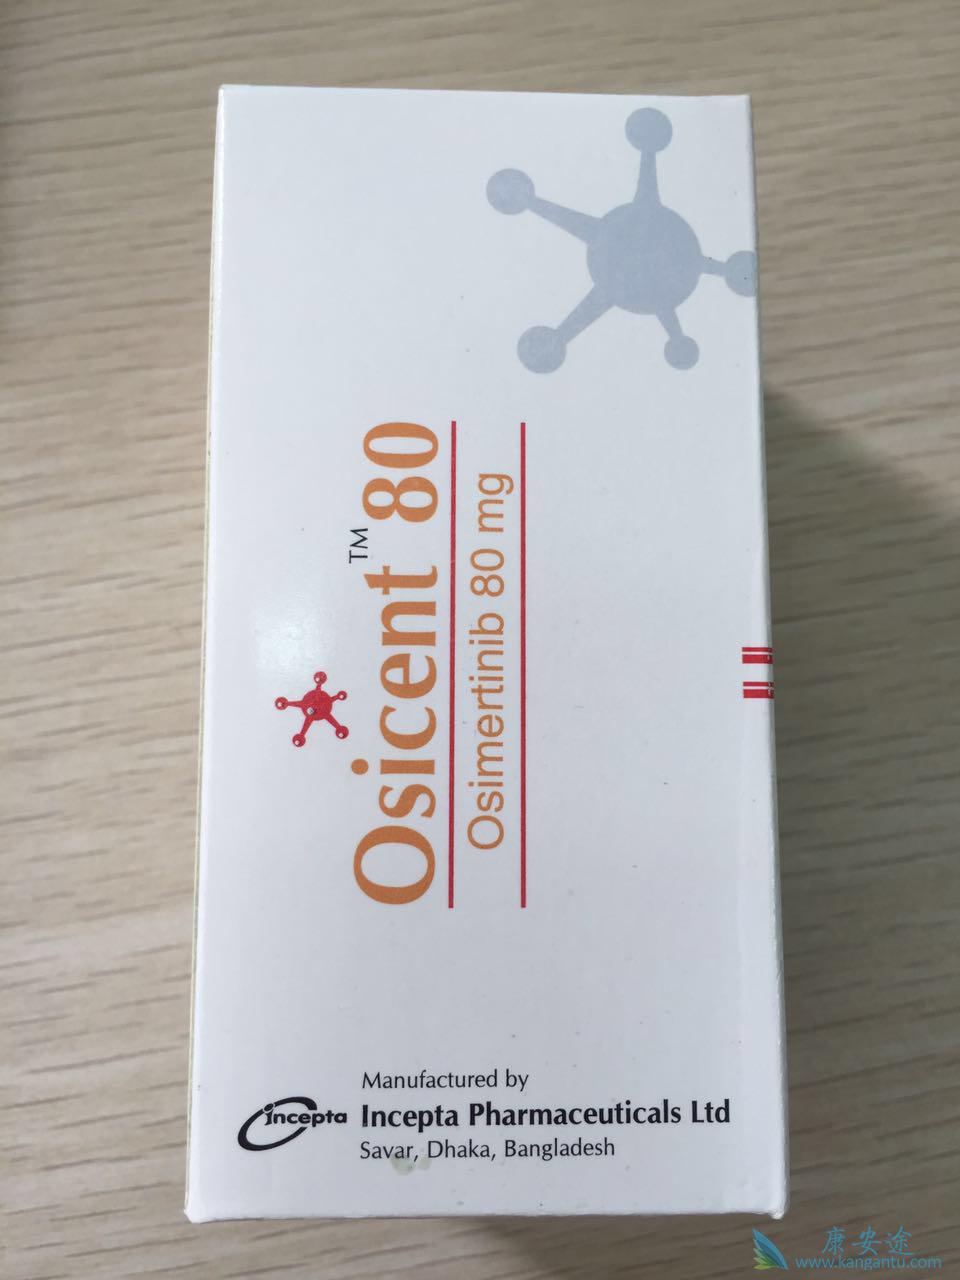 Osicent™ 80
Osimertinib 80 mg
Manufactured by
incepta
Incepta Pharmaceuticals Ltd
Savar, Dhaka, Bangladesh
康安途
www.kangantu.com